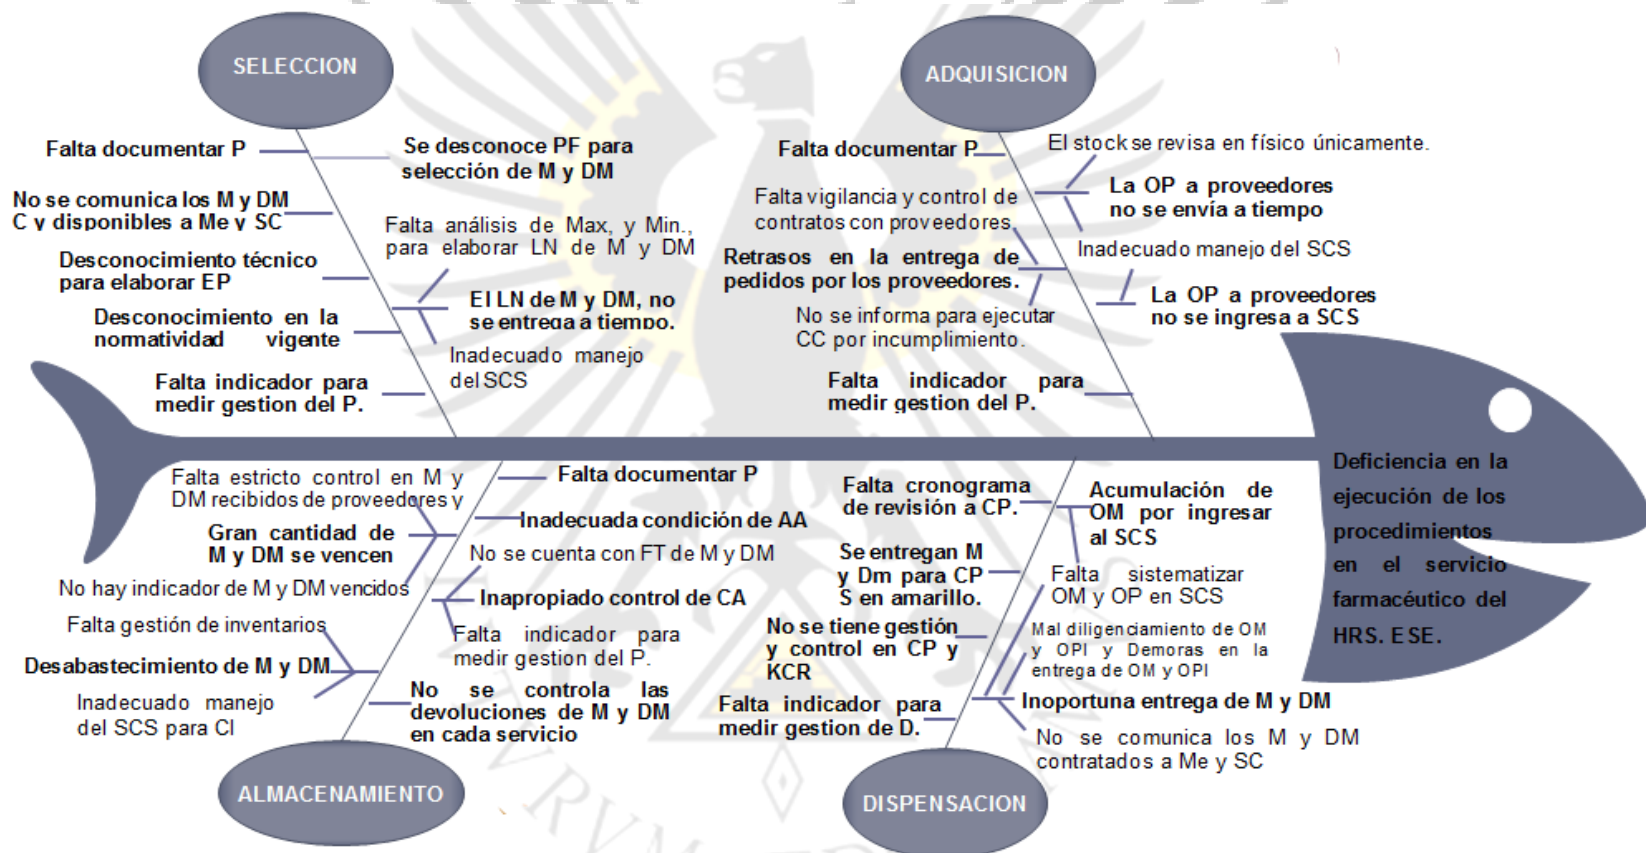 SELECCION
Falta documentar P
Se desconoce PF para
selección de M y DM
No se comunica los M y DM
C y disponibles a Me y SC
Falta análisis de Max, y Min.,
para elaborar LN de M y DM
Desconocimiento técnico
para elaborar EP
El LN de M y DM, no
se entrega a tiempo.
Desconocimiento en la
normatividad vigente
Inadecuado manejo
del SCS
Falta indicador para
medir gestion del P.
ADQUISICION
Falta documentar P
El stock se revisa en físico únicamente.
La OP a proveedores
no se envía a tiempo
Falta vigilancia y control de
contratos con proveedores
Inadecuado manejo del SCS
Retrasos en la entrega de
pedidos por los proveedores.
La OP a proveedores
no se ingresa a SCS
No se informa para ejecutar
CC por incumplimiento.
Falta indicador para
medir gestion del P.
Falta estricto control en M y
DM recibidos de proveedores y
Falta documentar P
Gran cantidad de
M y DM se vencen
Inadecuada condición de AA
No se cuenta con FT de M y DM
No hay indicador de M y DM vencidos
Inapropiado control de CA
Falta gestión de inventarios
Falta indicador para
medir gestion del P.
Desabastecimiento de M y DM
Inadecuado manejo
del SCS para CI
No se controla las
devoluciones de M y DM
en cada servicio
ALMACENAMIENTO
Falta cronograma
de revisión a CP.
Acumulación de
OM por ingresar
al SCS
Se entregan M
y Dm para CP
S en amarillo.
Falta sistematizar
OM y OP en SCS
No se tiene gestión
y control en CP y
KCR
Mal diligenciamiento de OM
y OPI y Demoras en la
entrega de OM y OPI
Falta indicador para
medir gestion de D.
Inoportuna entrega de M y DM
No se comunica los M y DM
contratados a Me y SC
DISPENSACION
Deficiencia en la
ejecución de los
procedimientos
en el servicio
farmacéutico del
HRS. ESE.